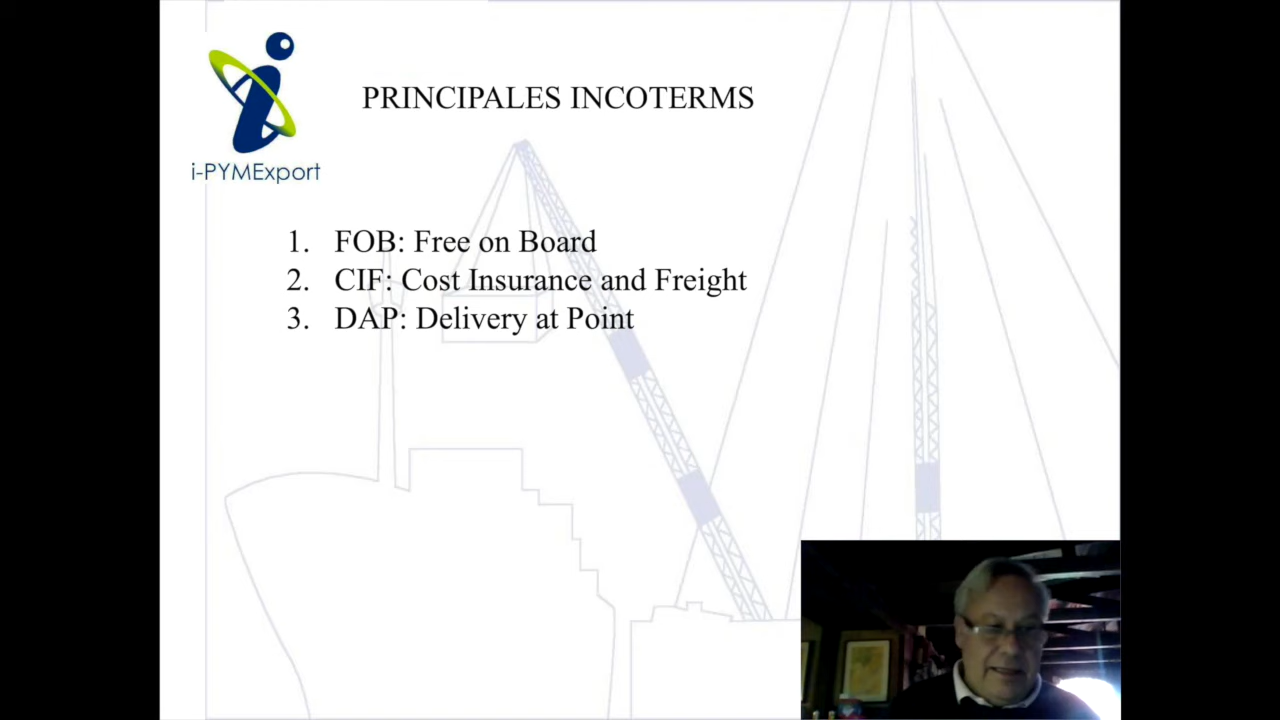 PRINCIPALES INCOTERMS
i-PYMExport
1. FOB: Free on Board
2. CIF: Cost Insurance and Freight
3. DAP: Delivery at Point